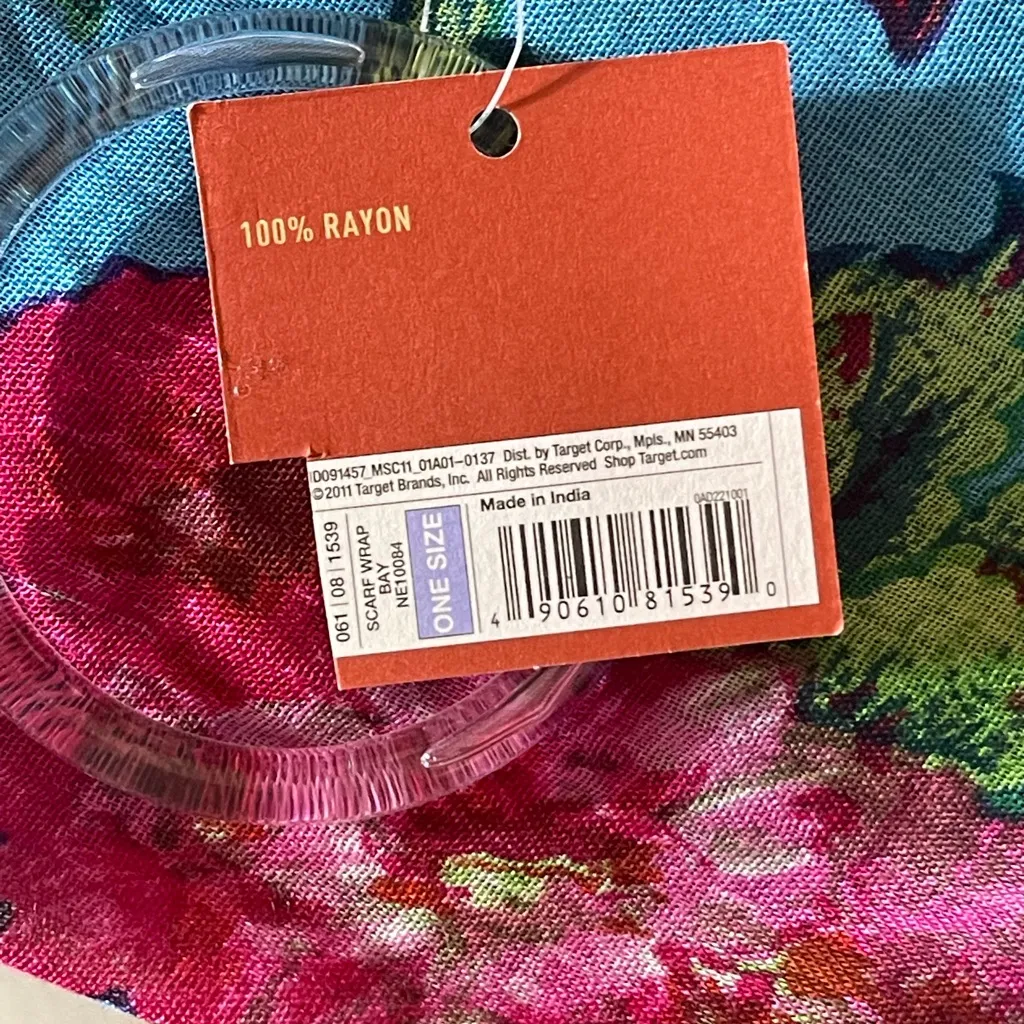 100% RAYON
ID091457_MSC11_01A01-0137 Dist. by Target Corp., Mpls., MN 55403
©2011 Target Brands, Inc. All Rights Reserved Shop Target.com
Made in India
0AD221001
061 | 08 | 1539
SCARF WRAP
BAY
NE10084
ONE SIZE
4 90610 81539 0